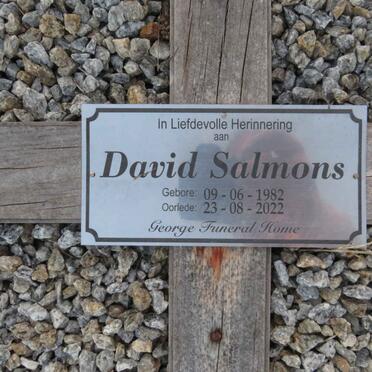 In Liefdevolle Herinnering
aan
David Salmons
Gebore: 09 - 06 - 1982
Oorlede: 23 - 08 - 2022
George Funeral Home